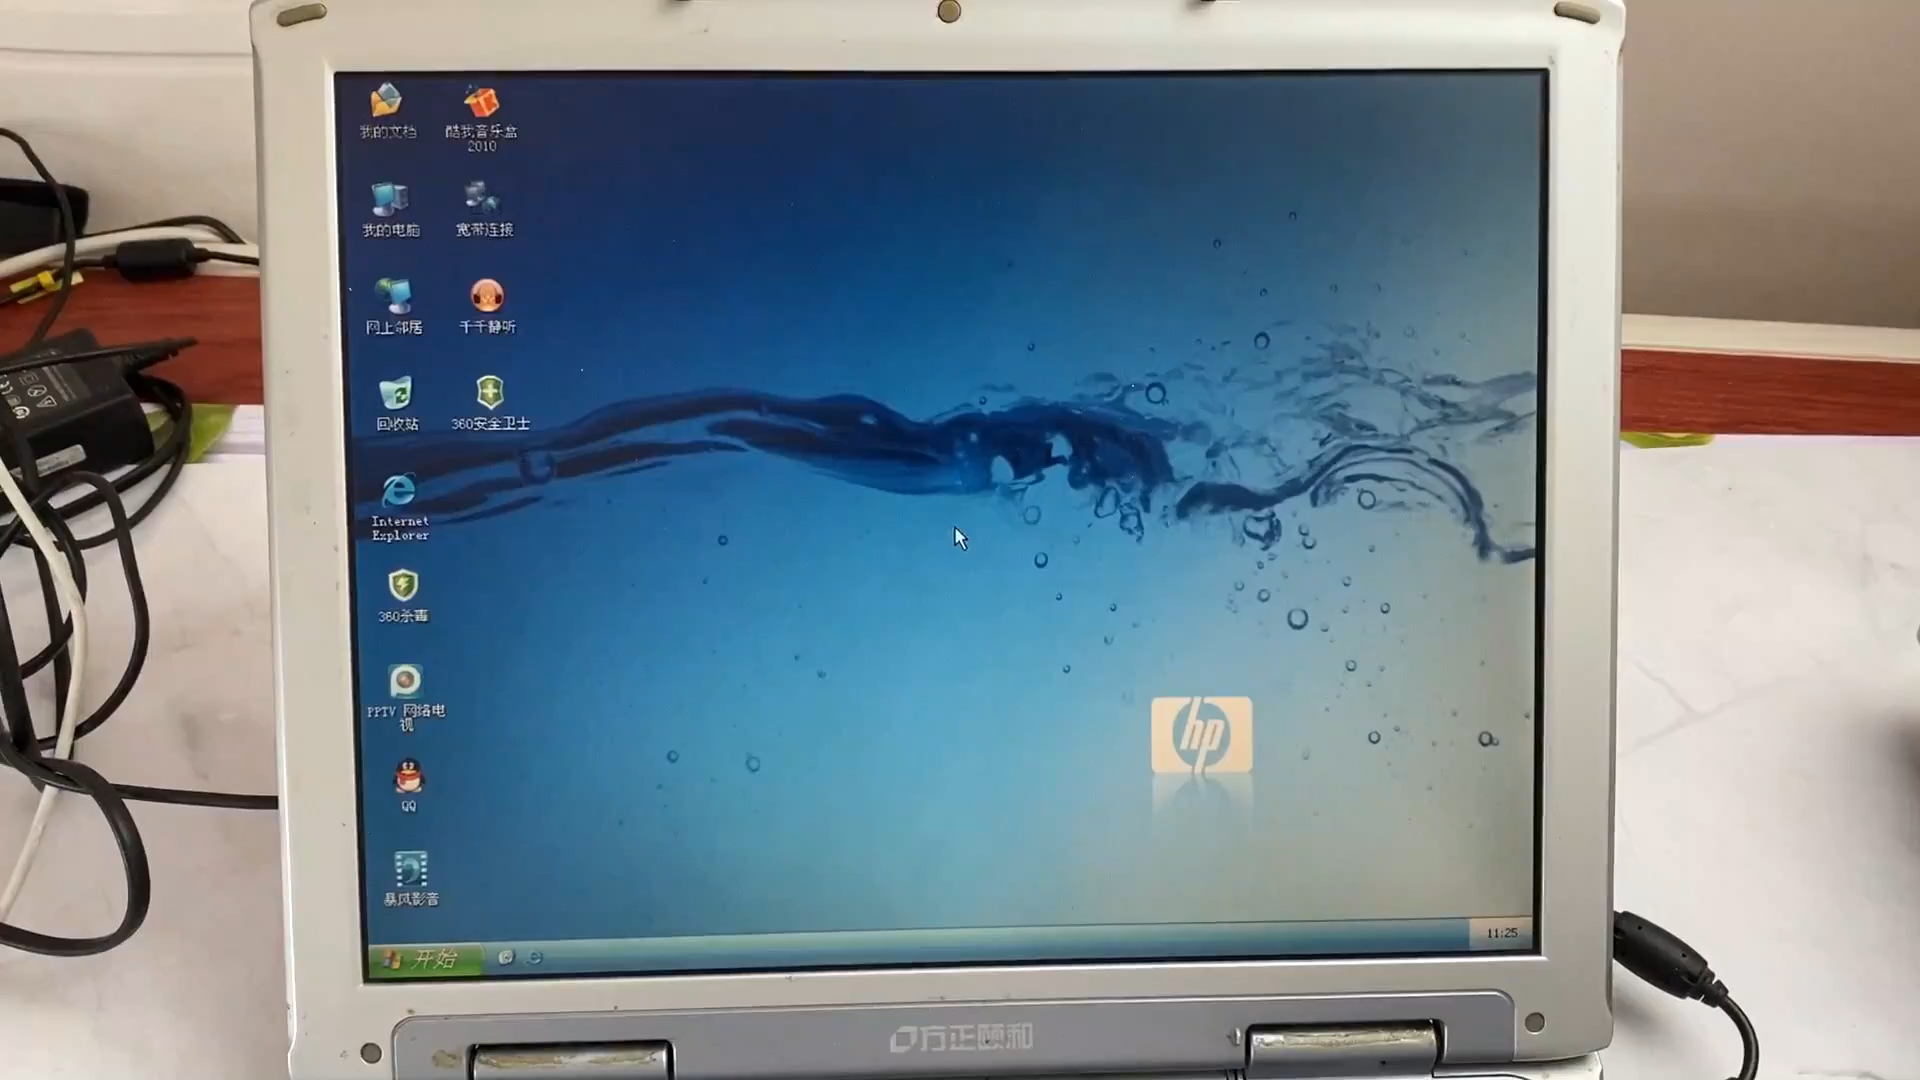 我的文档
酷我音乐盒
2010
我的电脑
宽带连接
网上邻居
千千静听
回收站
360安全卫士
Internet
Explorer
360杀毒
PPTV 网络电
视
QQ
暴风影音
hp
开始
11:25
方正颐和